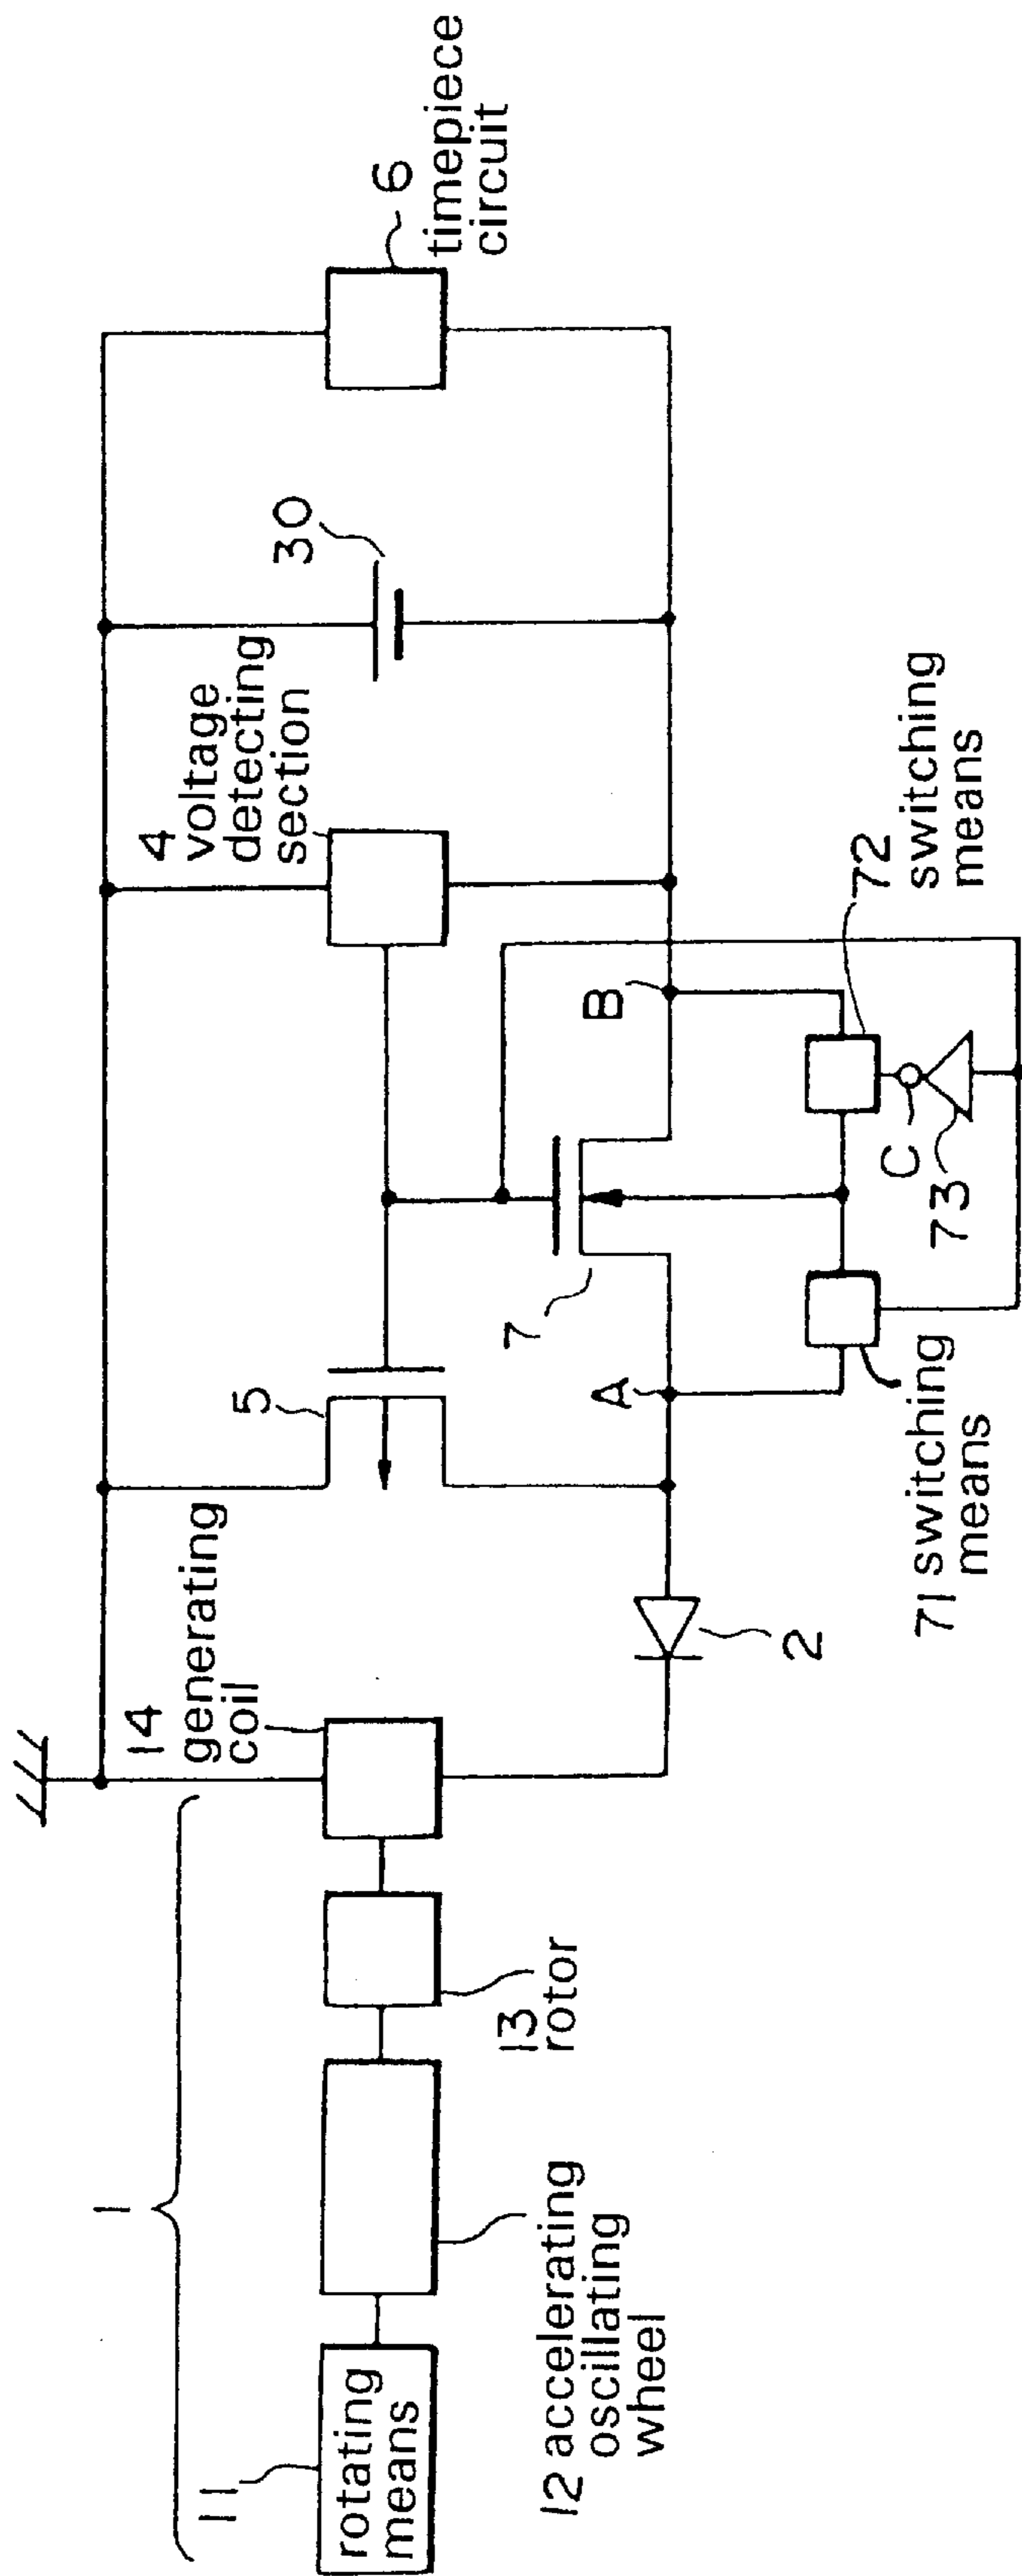 1
11
rotating
means
12 accelerating
oscillating
wheel
13
rotor
14
generating
coil
2
5
A
7
71 switching
means
4
voltage
detecting
section
B
C
73
72
switching
means
30
6
timepiece
circuit